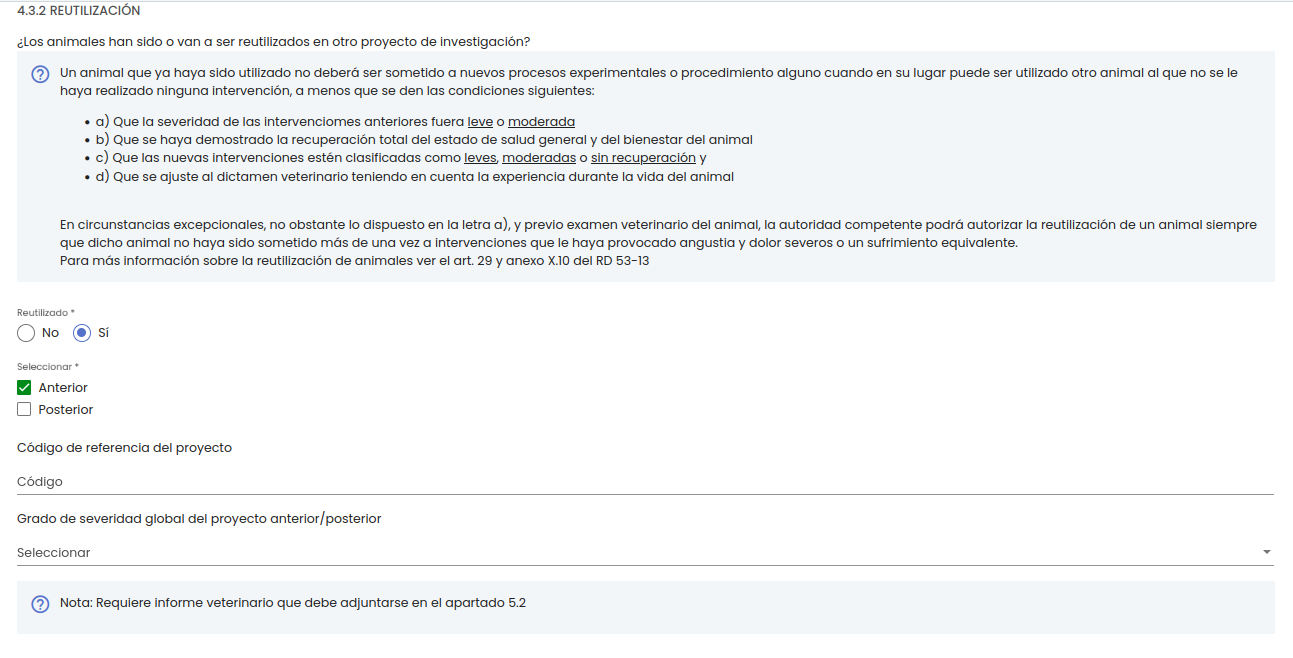 4.3.2 REUTILIZACIÓN
¿Los animales han sido o van a ser reutilizados en otro proyecto de investigación?
Un animal que ya haya sido utilizado no deberá ser sometido a nuevos procesos experimentales o procedimiento alguno cuando en su lugar puede ser utilizado otro animal al que no se le
haya realizado ninguna intervención, a menos que se den las condiciones siguientes:
• a) Que la severidad de las intervenciomes anteriores fuera leve o moderada
• b) Que se haya demostrado la recuperación total del estado de salud general y del bienestar del animal
• c) Que las nuevas intervenciones estén clasificadas como leves, moderadas o sin recuperación y
• d) Que se ajuste al dictamen veterinario teniendo en cuenta la experiencia durante la vida del animal
En circunstancias excepcionales, no obstante lo dispuesto en la letra a), y previo examen veterinario del animal, la autoridad competente podrá autorizar la reutilización de un animal siempre
que dicho animal no haya sido sometido más de una vez a intervenciones que le haya provocado angustia y dolor severos o un sufrimiento equivalente.
Para más información sobre la reutilización de animales ver el art. 29 y anexo X.10 del RD 53-13
Reutilizado *
No Sí
Seleccionar *
Anterior
Posterior
Código de referencia del proyecto
Código
Grado de severidad global del proyecto anterior/posterior
Seleccionar
Nota: Requiere informe veterinario que debe adjuntarse en el apartado 5.2